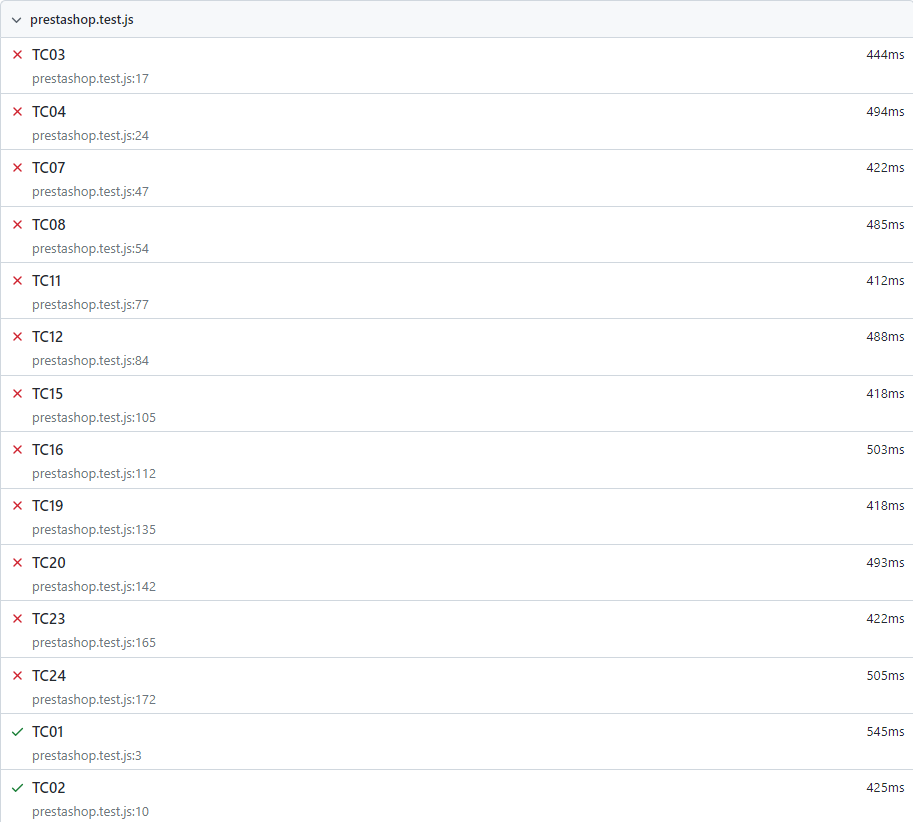 prestashop.test.js
TC03 444ms
prestashop.test.js:17
TC04 494ms
prestashop.test.js:24
TC07 422ms
prestashop.test.js:47
TC08 485ms
prestashop.test.js:54
TC11 412ms
prestashop.test.js:77
TC12 488ms
prestashop.test.js:84
TC15 418ms
prestashop.test.js:105
TC16 503ms
prestashop.test.js:112
TC19 418ms
prestashop.test.js:135
TC20 493ms
prestashop.test.js:142
TC23 422ms
prestashop.test.js:165
TC24 505ms
prestashop.test.js:172
TC01 545ms
prestashop.test.js:3
TC02 425ms
prestashop.test.js:10